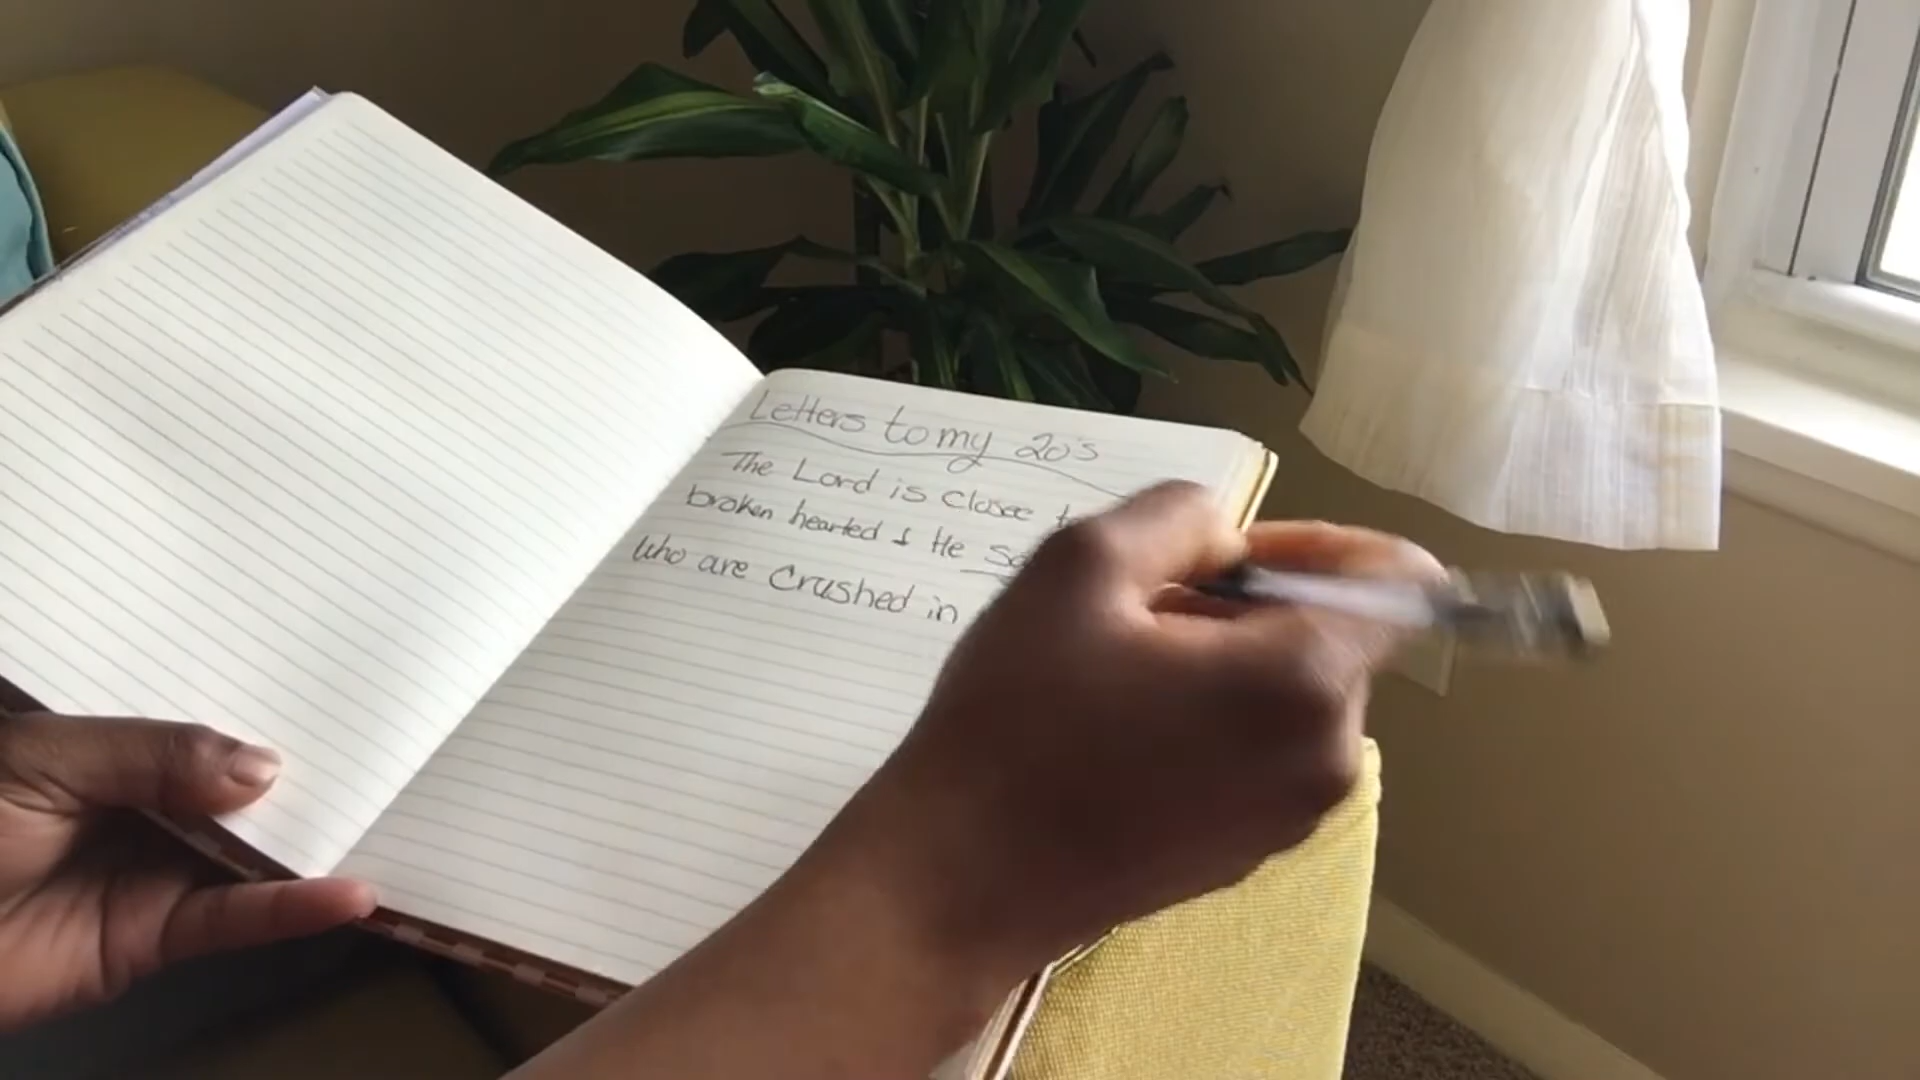 Letters to my 20's
The Lord is Close
broken hearted & He
who are Crushed in